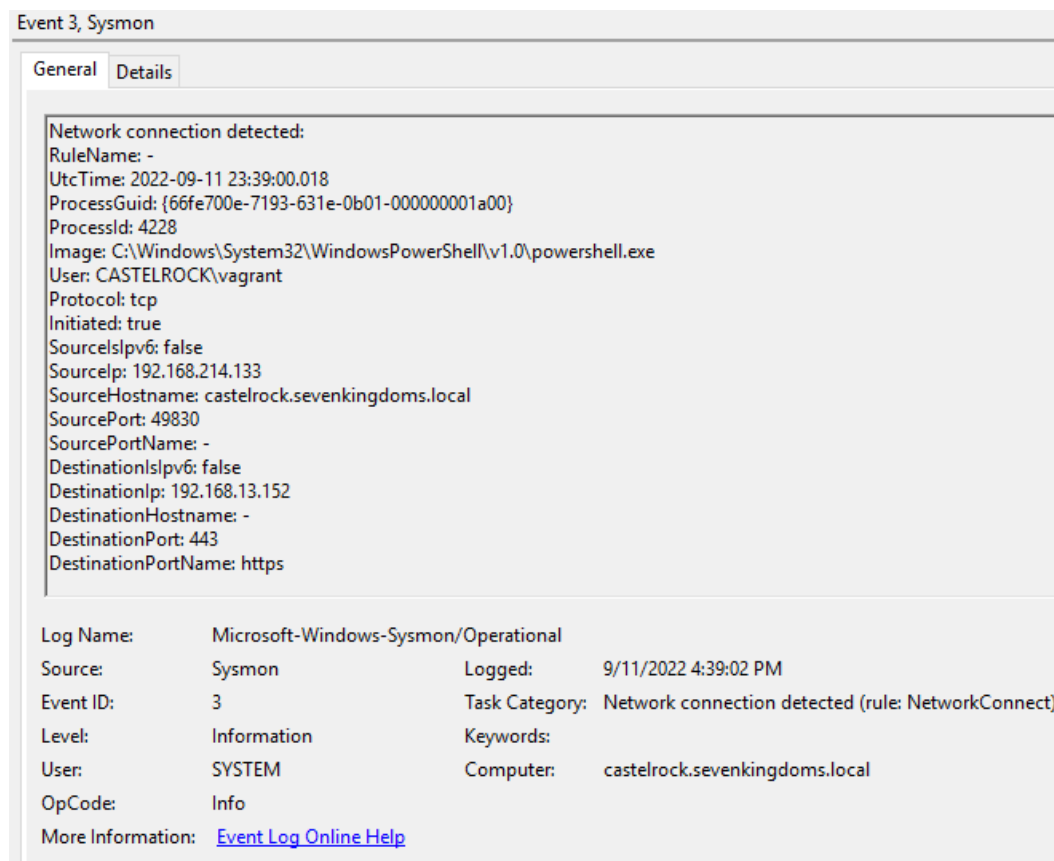 Event 3, Sysmon
General Details
Network connection detected:
RuleName: -
UtcTime: 2022-09-11 23:39:00.018
ProcessGuid: {66fe700e-7193-631e-0b01-000000001a00}
ProcessId: 4228
Image: C:\Windows\System32\WindowsPowerShell\v1.0\powershell.exe
User: CASTELROCK\vagrant
Protocol: tcp
Initiated: true
SourceIsIpv6: false
SourceIp: 192.168.214.133
SourceHostname: castelrock.sevenkingdoms.local
SourcePort: 49830
SourcePortName: -
DestinationIsIpv6: false
DestinationIp: 192.168.13.152
DestinationHostname: -
DestinationPort: 443
DestinationPortName: https
Log Name: Microsoft-Windows-Sysmon/Operational
Source: Sysmon Logged: 9/11/2022 4:39:02 PM
Event ID: 3 Task Category: Network connection detected (rule: NetworkConnect)
Level: Information Keywords:
User: SYSTEM Computer: castelrock.sevenkingdoms.local
OpCode: Info
More Information: Event Log Online Help